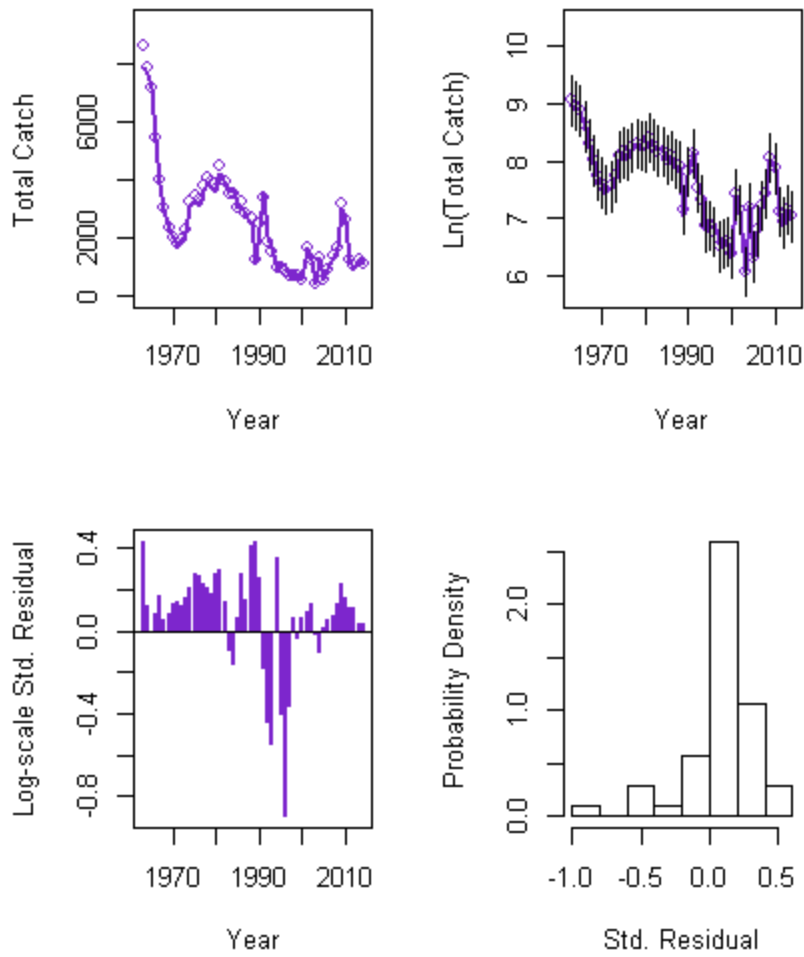 Total Catch
6000
2000
0
1970 1990 2010
Year
Ln(Total Catch)
10
9
8
7
6
1970 1990 2010
Year
Log-scale Std. Residual
0.4
0.0
-0.4
-0.8
1970 1990 2010
Year
Probability Density
2.0
1.0
0.0
-1.0 -0.5 0.0 0.5
Std. Residual